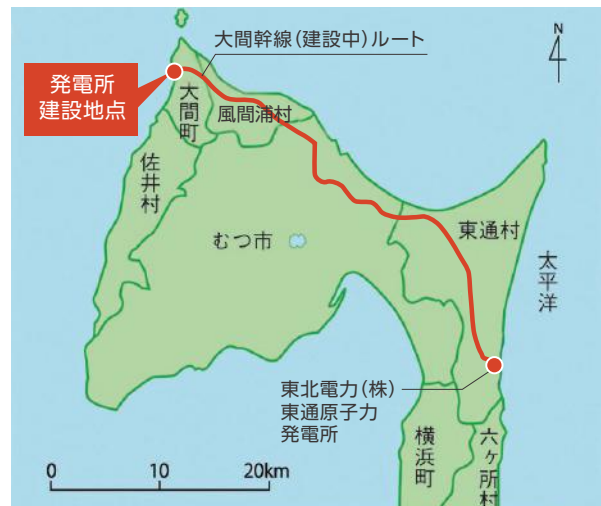 大間幹線（建設中）ルート
N
4
発電所
建設地点
大間町
風間浦村
佐井村
むつ市
東通村
太平洋
東北電力（株）
東通原子力
発電所
横浜町
六ヶ所村
0 10 20km